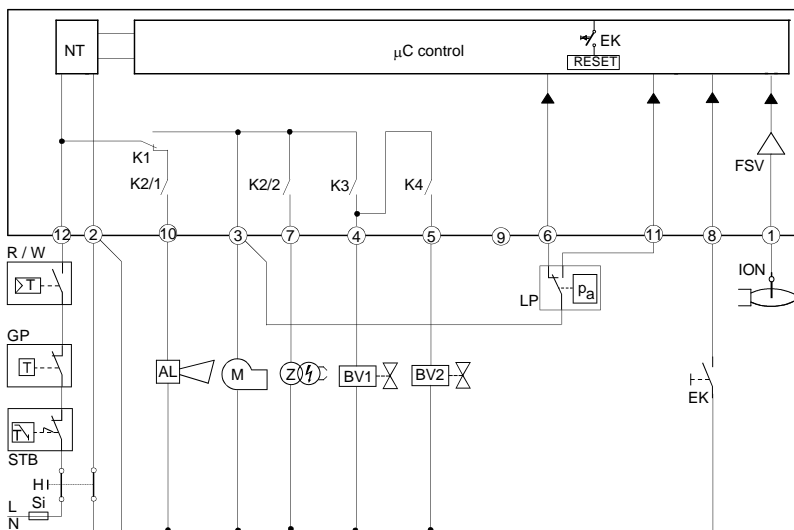 NT
µC control
EK
RESET
K1
K2/1
K2/2
K3
K4
FSV
12
2
10
3
7
4
5
9
6
11
8
1
R / W
T
ION
LP
pa
GP
T
AL
M
Z
BV1
BV2
EK
T
STB
H
L
Si
N